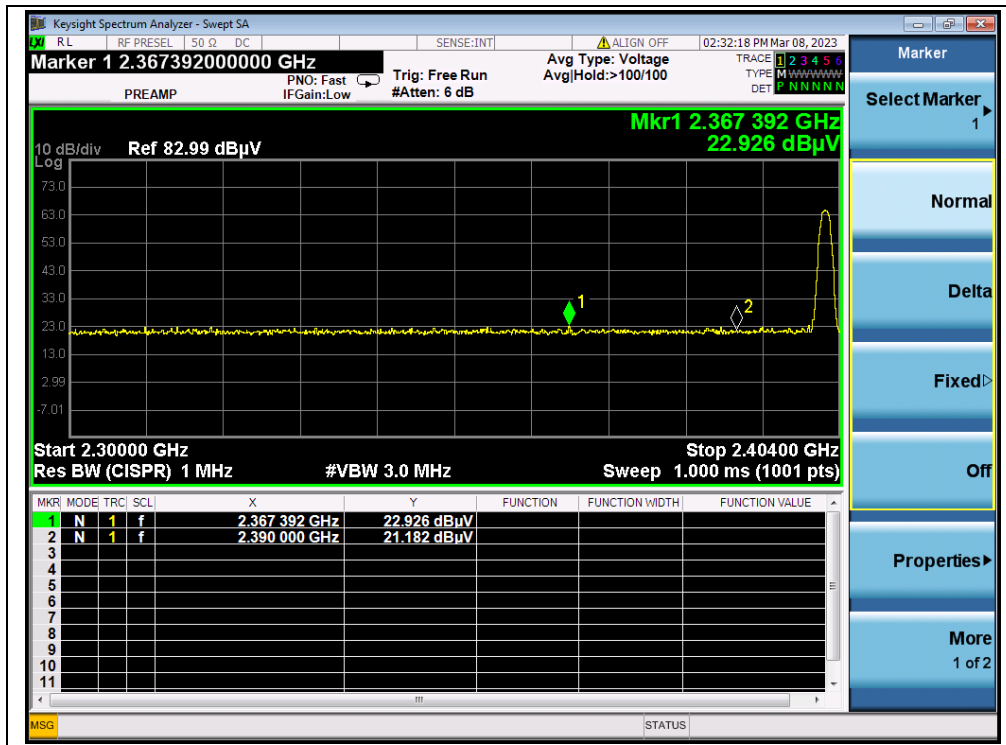 Keysight Spectrum Analyzer - Swept SA
LXI RL RF PRESEL 50 Ω DC SENSE:INT ALIGN OFF 02:32:18 PM Mar 08, 2023
Marker 1 2.367392000000 GHz
PREAMP
PNO: Fast
IFGain:Low
Trig: Free Run
#Atten: 6 dB
Avg Type: Voltage
Avg|Hold:>100/100
TRACE 1 2 3 4 5 6
TYPE M WWWWW
DET P N N N N N
Mkr1 2.367 392 GHz
22.926 dBµV
10 dB/div Ref 82.99 dBµV
Log
73.0
63.0
53.0
43.0
33.0
23.0
13.0
2.99
-7.01
1
2
Start 2.30000 GHz Stop 2.40400 GHz
Res BW (CISPR) 1 MHz #VBW 3.0 MHz Sweep 1.000 ms (1001 pts)
MKR MODE TRC SCL X Y FUNCTION FUNCTION WIDTH FUNCTION VALUE
1 N 1 f 2.367 392 GHz 22.926 dBµV
2 N 1 f 2.390 000 GHz 21.182 dBµV
3
4
5
6
7
8
9
10
11
MSG STATUS
Marker
Select Marker
1
Normal
Delta
Fixed
Off
Properties
More
1 of 2